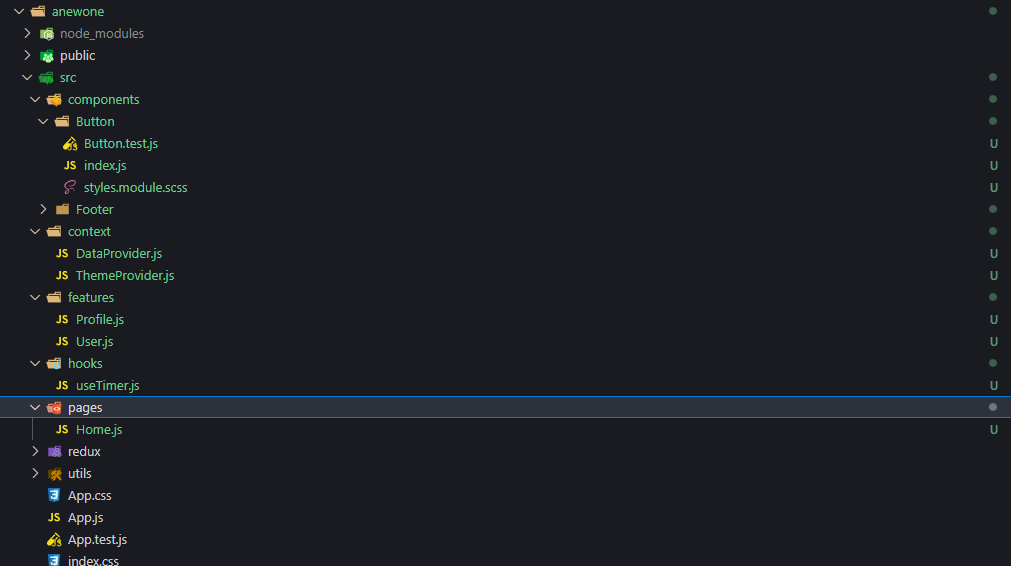 anewone
node_modules
public
src
components
Button
Button.test.js U
JS index.js U
styles.module.scss U
Footer
context
JS DataProvider.js U
JS ThemeProvider.js U
features
JS Profile.js U
JS User.js U
hooks
JS useTimer.js U
pages
JS Home.js U
redux
utils
App.css
JS App.js
App.test.js
index.css